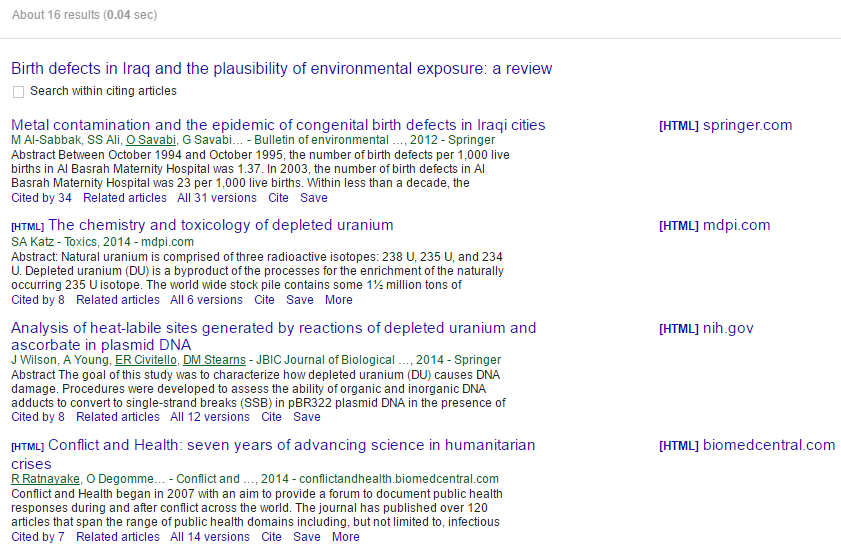 About 16 results (0.04 sec)
Birth defects in Iraq and the plausibility of environmental exposure: a review
Search within citing articles
Metal contamination and the epidemic of congenital birth defects in Iraqi cities
[HTML] springer.com
M Al-Sabbak, SS Ali, O Savabi, G Savabi… - Bulletin of environmental …, 2012 - Springer
Abstract Between October 1994 and October 1995, the number of birth defects per 1,000 live
births in Al Basrah Maternity Hospital was 1.37. In 2003, the number of birth defects in Al
Basrah Maternity Hospital was 23 per 1,000 live births. Within less than a decade, the
Cited by 34 Related articles All 31 versions Cite Save
[HTML] The chemistry and toxicology of depleted uranium
[HTML] mdpi.com
SA Katz - Toxics, 2014 - mdpi.com
Abstract: Natural uranium is comprised of three radioactive isotopes: 238 U, 235 U, and 234
U. Depleted uranium (DU) is a byproduct of the processes for the enrichment of the naturally
occurring 235 U isotope. The world wide stock pile contains some 1½ million tons of
Cited by 8 Related articles All 6 versions Cite Save More
Analysis of heat-labile sites generated by reactions of depleted uranium and
[HTML] nih.gov
ascorbate in plasmid DNA
J Wilson, A Young, ER Civitello, DM Stearns - JBIC Journal of Biological …, 2014 - Springer
Abstract The goal of this study was to characterize how depleted uranium (DU) causes DNA
damage. Procedures were developed to assess the ability of organic and inorganic DNA
adducts to convert to single-strand breaks (SSB) in pBR322 plasmid DNA in the presence of
Cited by 8 Related articles All 12 versions Cite Save
[HTML] Conflict and Health: seven years of advancing science in humanitarian
[HTML] biomedcentral.com
crises
R Ratnayake, O Degomme… - Conflict and …, 2014 - conflictandhealth.biomedcentral.com
Conflict and Health began in 2007 with an aim to provide a forum to document public health
responses during and after conflict across the world. The journal has published over 120
articles that span the range of public health domains including, but not limited to, infectious
Cited by 7 Related articles All 14 versions Cite Save More